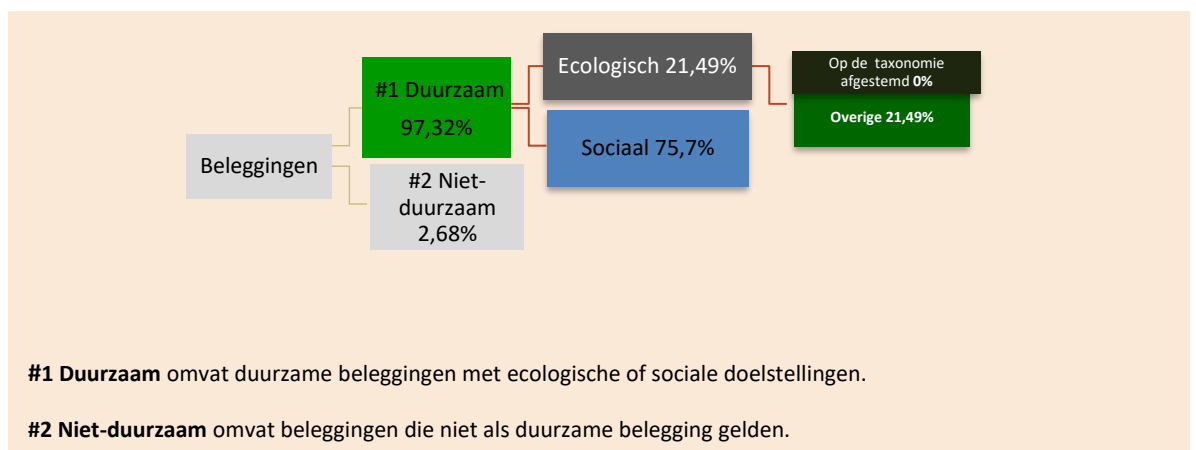 Beleggingen
#1 Duurzaam
97,32%
#2 Niet-
duurzaam
2,68%
Ecologisch 21,49%
Sociaal 75,7%
Op de taxonomie
afgestemd 0%
Overige 21,49%
#1 Duurzaam omvat duurzame beleggingen met ecologische of sociale doelstellingen.
#2 Niet-duurzaam omvat beleggingen die niet als duurzame belegging gelden.